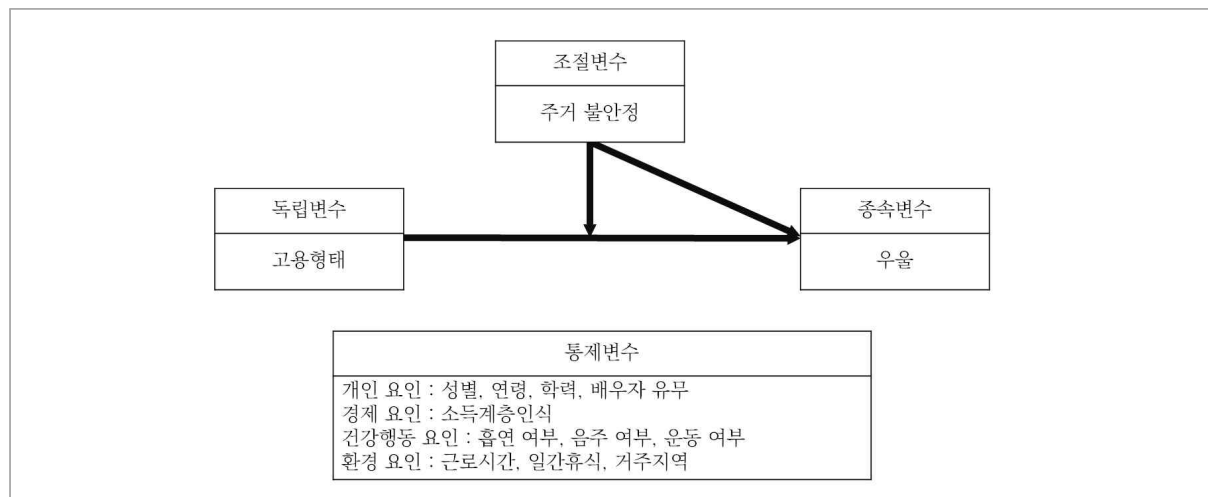 조절변수
주거 불안정
독립변수
고용형태
종속변수
우울
통제변수
개인 요인 : 성별, 연령, 학력, 배우자 유무
경제 요인 : 소득계층인식
건강행동 요인 : 흡연 여부, 음주 여부, 운동 여부
환경 요인 : 근로시간, 일간휴식, 거주지역